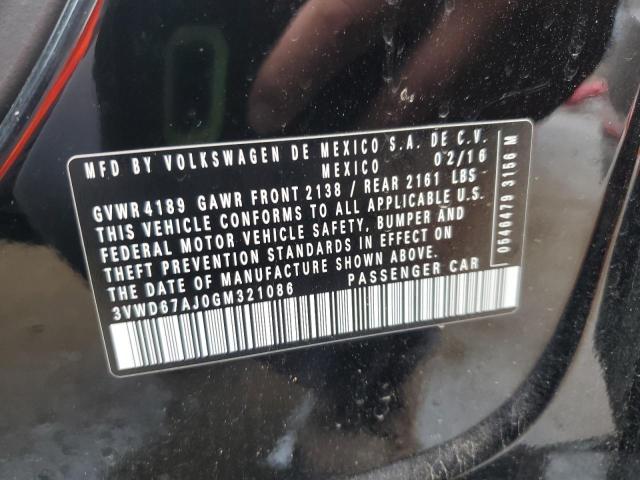 MFD BY VOLKSWAGEN DE MEXICO S.A. DE C.V.
MEXICO 02/16
GVWR 4189 GAWR FRONT 2138 / REAR 2161 LBS
THIS VEHICLE CONFORMS TO ALL APPLICABLE U.S.
FEDERAL MOTOR VEHICLE SAFETY, BUMPER AND
THEFT PREVENTION STANDARDS IN EFFECT ON
THE DATE OF MANUFACTURE SHOWN ABOVE.
3VWD67AJ0GM321086 PASSENGER CAR
0546479 3156 M